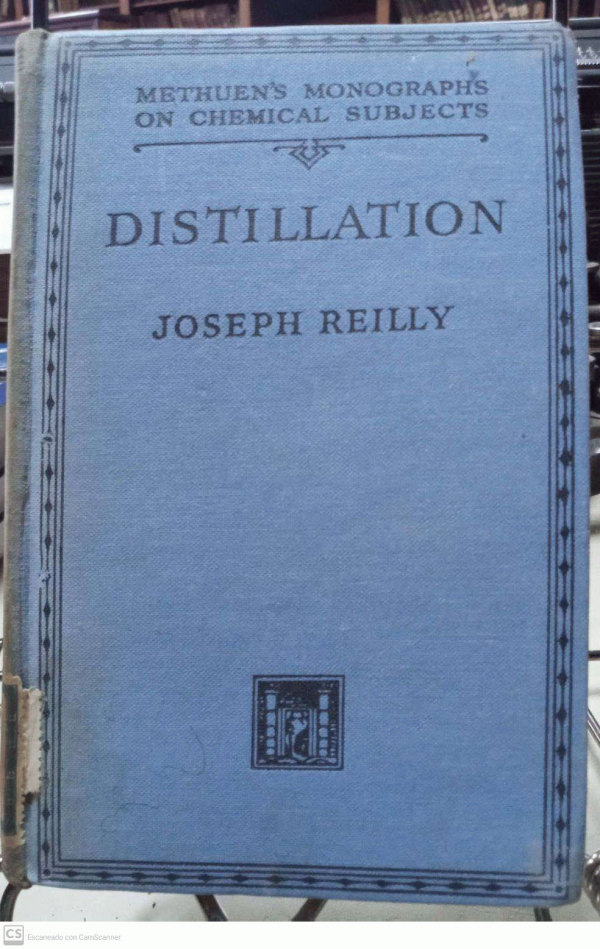 METHUEN'S MONOGRAPHS
ON CHEMICAL SUBJECTS
DISTILLATION
JOSEPH REILLY
CS Escaneado con CamScanner